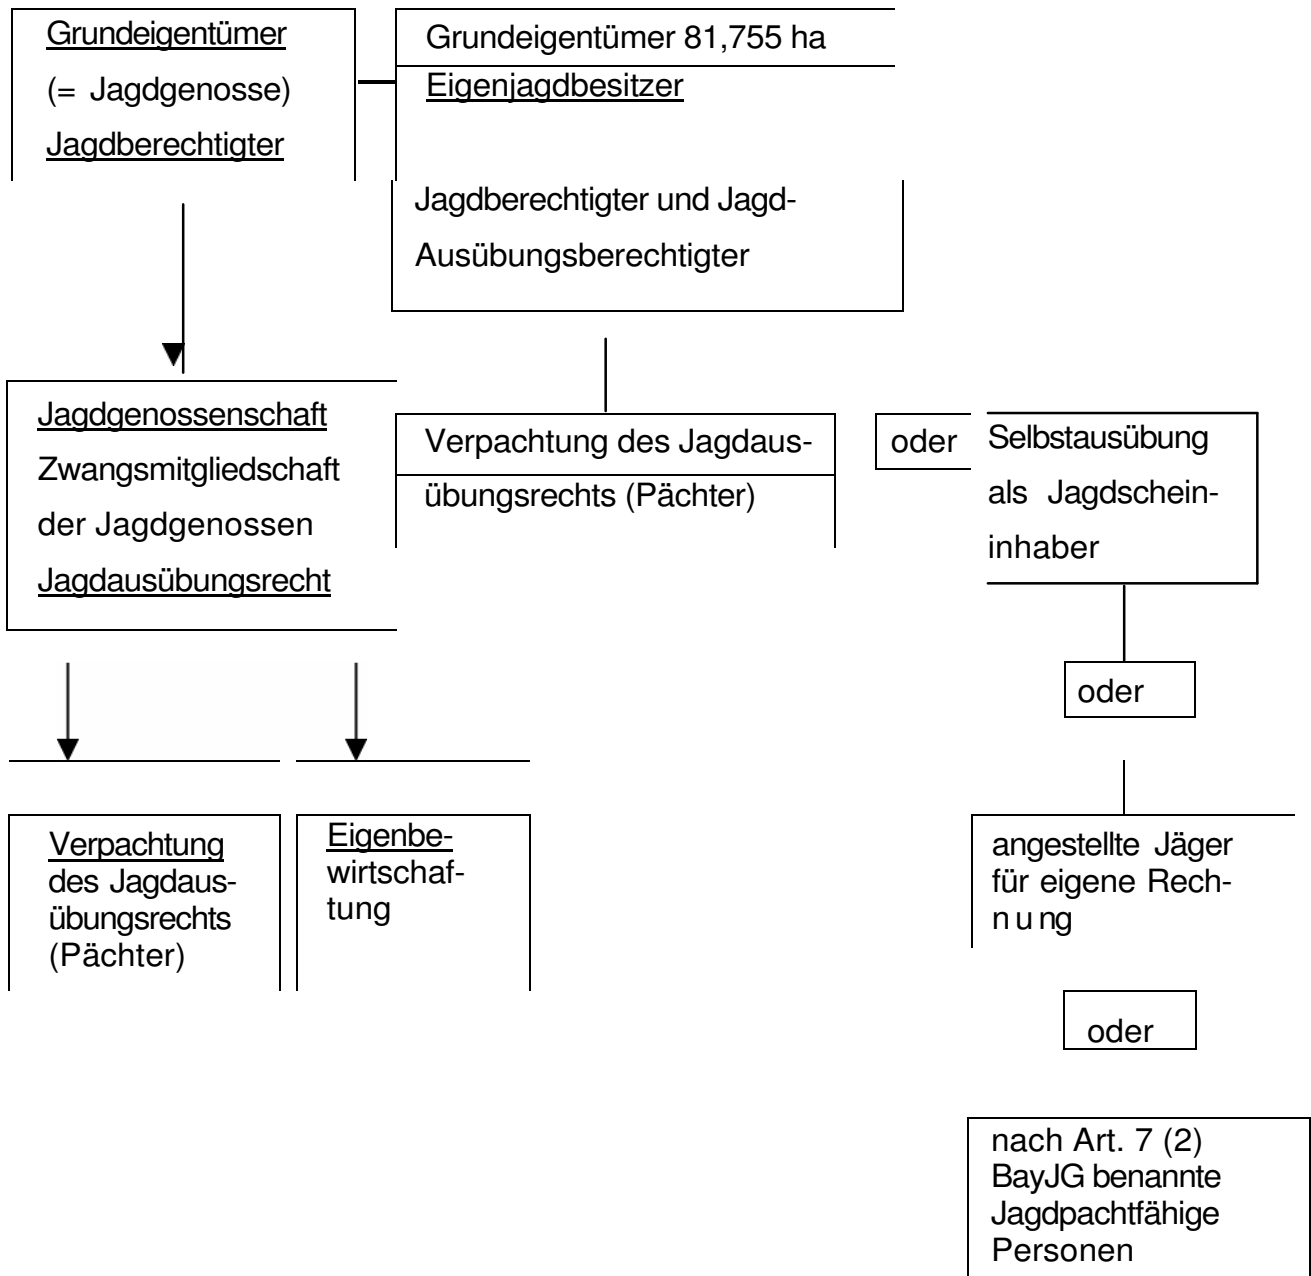 Grundeigentümer
(= Jagdgenosse)
Jagdberechtigter
Grundeigentümer 81,755 ha
Eigenjagdbesitzer
Jagdberechtigter und Jagd-
Ausübungsberechtigter
Jagdgenossenschaft
Zwangsmitgliedschaft
der Jagdgenossen
Jagdausübungsrecht
Verpachtung des Jagdaus-
übungsrechts (Pächter)
oder
Selbstausübung
als Jagdschein-
inhaber
oder
Verpachtung
des Jagdaus-
übungsrechts
(Pächter)
Eigenbe-
wirtschaf-
tung
angestellte Jäger
für eigene Rech-
nung
oder
nach Art. 7 (2)
BayJG benannte
Jagdpachtfähige
Personen